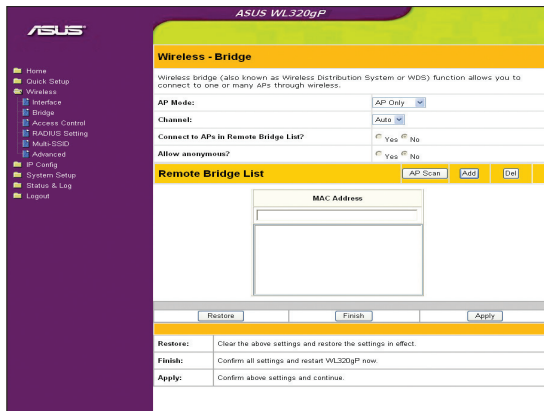 ASUS WL320gP
ASUS
Home
Quick Setup
Wireless
Interface
Bridge
Access Control
RADIUS Setting
Multi-SSID
Advanced
IP Config
System Setup
Status & Log
Logout
Wireless - Bridge
Wireless bridge (also known as Wireless Distribution System or WDS) function allows you to
connect to one or many APs through wireless.
AP Mode: AP Only
Channel: Auto
Connect to APs in Remote Bridge List? Yes No
Allow anonymous? Yes No
Remote Bridge List AP Scan Add Del
MAC Address
Restore Finish Apply
Restore: Clear the above settings and restore the settings in effect.
Finish: Confirm all settings and restart WL320gP now.
Apply: Confirm above settings and continue.